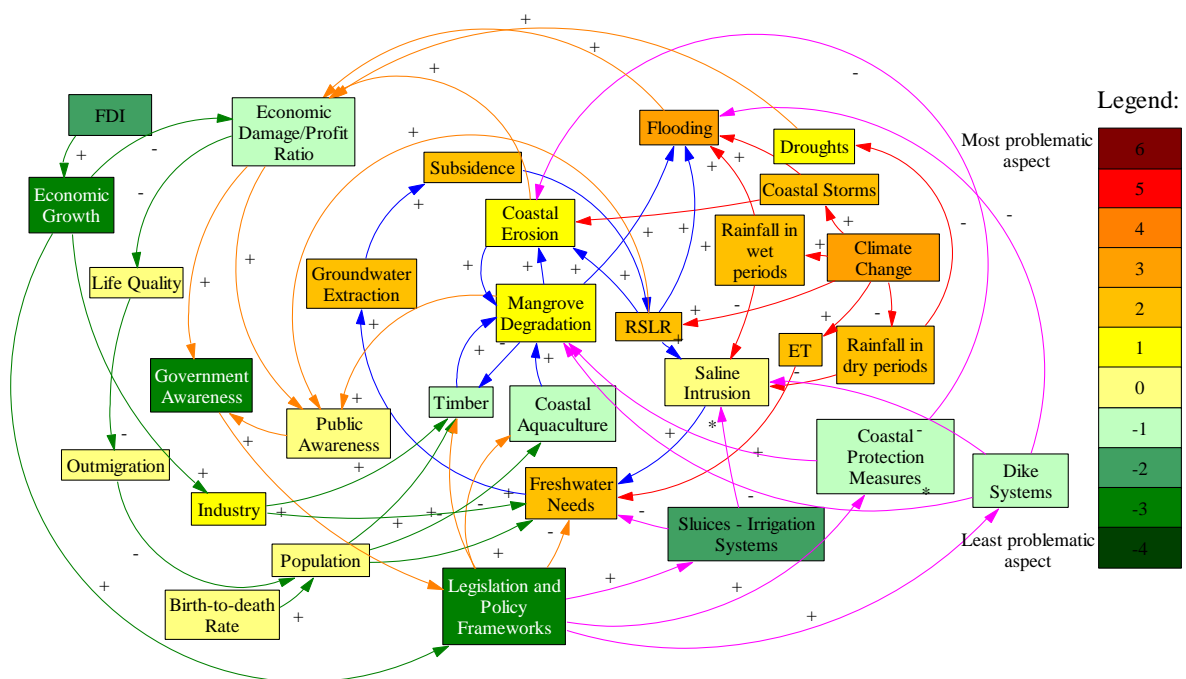 FDI
Economic
Damage/Profit
Ratio
Economic
Growth
Life Quality
Government
Awareness
Public
Awareness
Outmigration
Industry
Population
Birth-to-death
Rate
Subsidence
Groundwater
Extraction
Coastal
Erosion
Mangrove
Degradation
Timber
Coastal
Aquaculture
Freshwater
Needs
Legislation and
Policy
Frameworks
Flooding
Droughts
Coastal Storms
Rainfall in
wet
periods
Climate
Change
RSLR
ET
Rainfall in
dry periods
Saline
Intrusion
Coastal
Protection
Measures
Dike
Systems
Sluices - Irrigation
Systems
Legend:
Most problematic
aspect
6
5
4
3
2
1
0
-1
-2
-3
-4
Least problematic
aspect